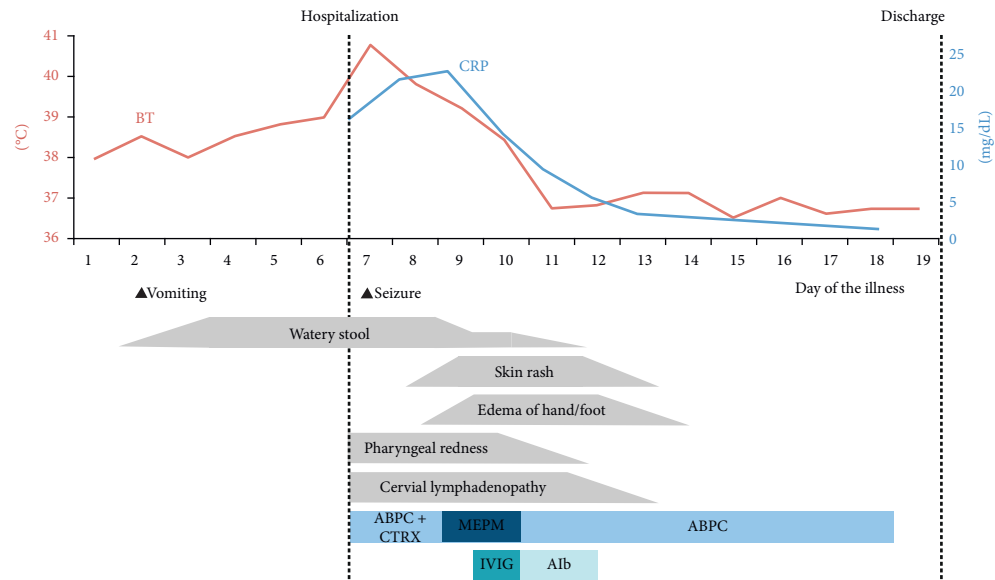 Hospitalization
Discharge
41
40
39
38
37
36
(°C)
BT
CRP
25
20
15
10
5
0
(mg/dL)
1 2 3 4 5 6 7 8 9 10 11 12 13 14 15 16 17 18 19
▲Vomiting
▲Seizure
Day of the illness
Watery stool
Skin rash
Edema of hand/foot
Pharyngeal redness
Cervial lymphadenopathy
ABPC +
CTRX
MEPM
ABPC
IVIG
AIb